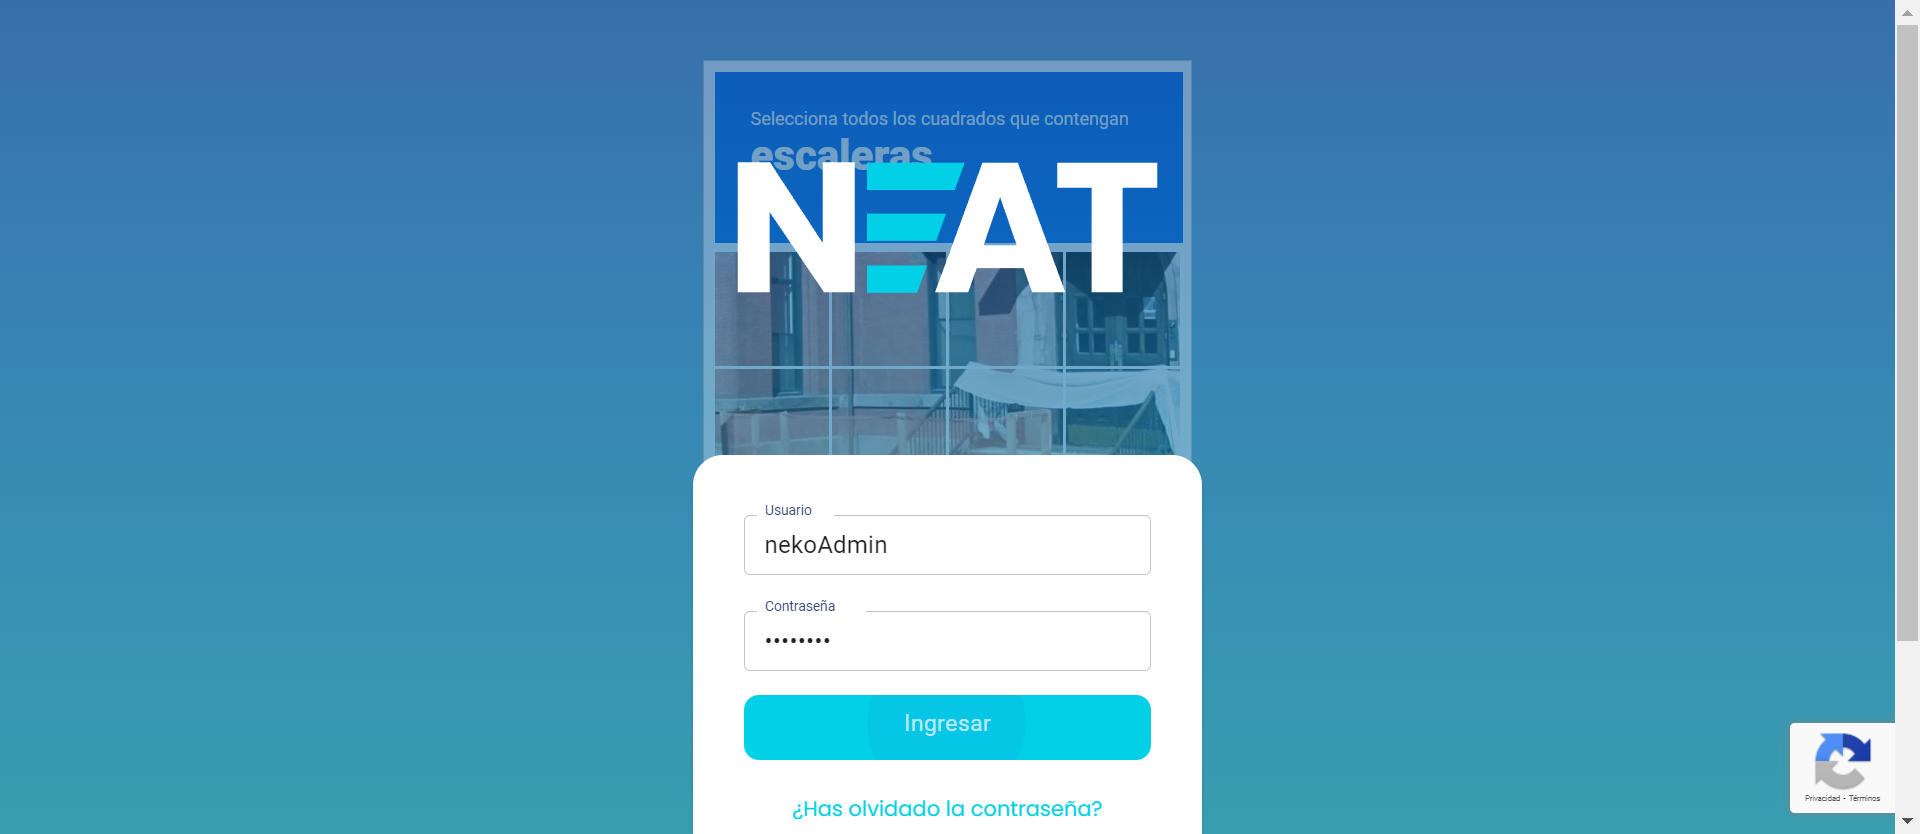 Selecciona todos los cuadrados que contengan
escaleras
NEAT
Usuario
nekoAdmin
Contraseña
••••••••
Ingresar
¿Has olvidado la contraseña?
Privacidad - Términos